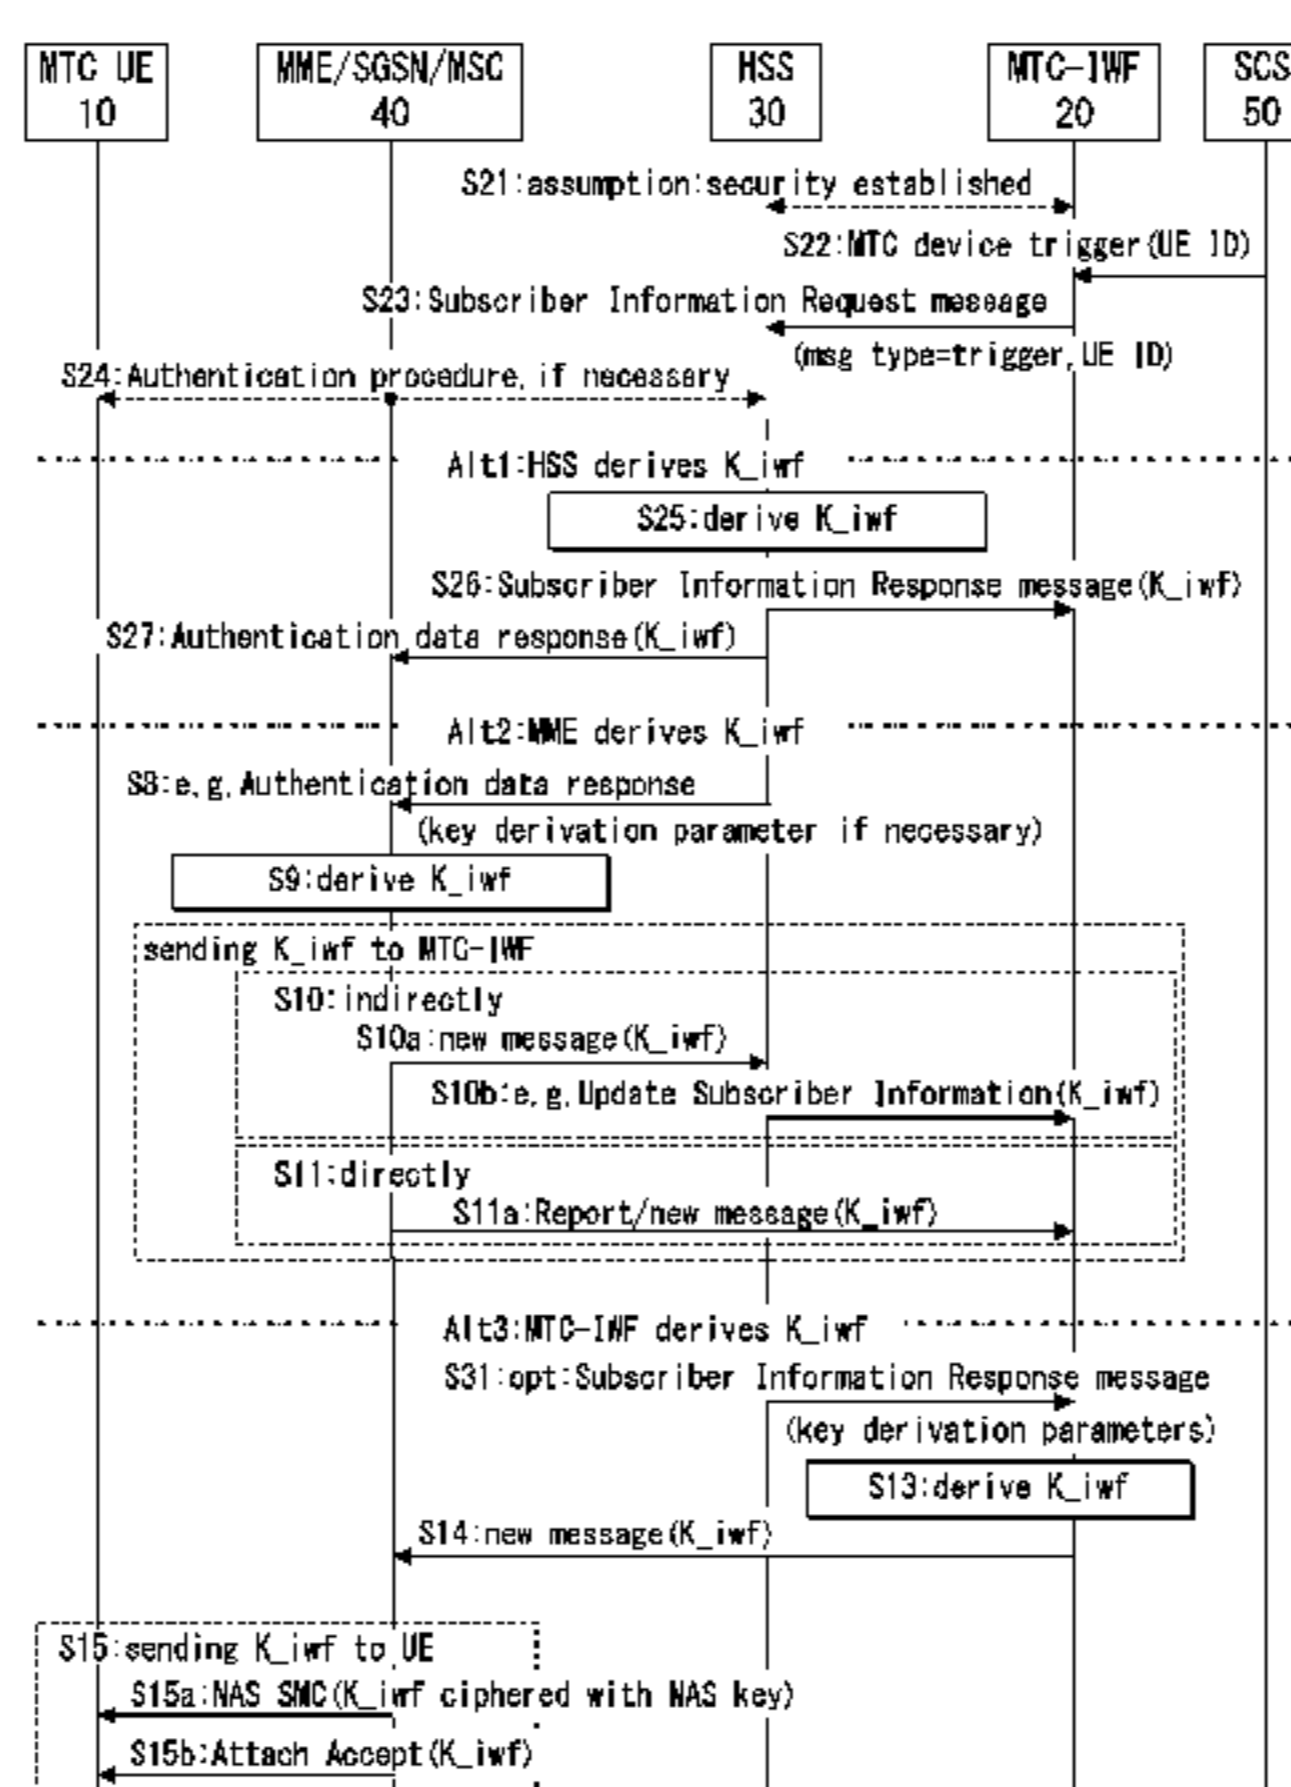 MTC UE
10
MME/SGSN/MSC
40
HSS
30
MTC-IWF
20
SCS
50
S21:assumption:security established
S22:MTC device trigger(UE ID)
S23:Subscriber Information Request message
(msg type=trigger,UE ID)
S24:Authentication procedure,if necessary
Alt1:HSS derives K_iwf
S25:derive K_iwf
S26:Subscriber Information Response message(K_iwf)
S27:Authentication data response(K_iwf)
Alt2:MME derives K_iwf
S8:e.g.Authentication data response
(key derivation parameter if necessary)
S9:derive K_iwf
sending K_iwf to MTC-IWF
S10:indirectly
S10a:new message(K_iwf)
S10b:e.g.Update Subscriber Information(K_iwf)
S11:directly
S11a:Report/new message(K_iwf)
Alt3:MTC-IWF derives K_iwf
S31:opt:Subscriber Information Response message
(key derivation parameters)
S13:derive K_iwf
S14:new message(K_iwf)
S15:sending K_iwf to UE
S15a:NAS SMC(K_iwf ciphered with NAS key)
S15b:Attach Accept(K_iwf)